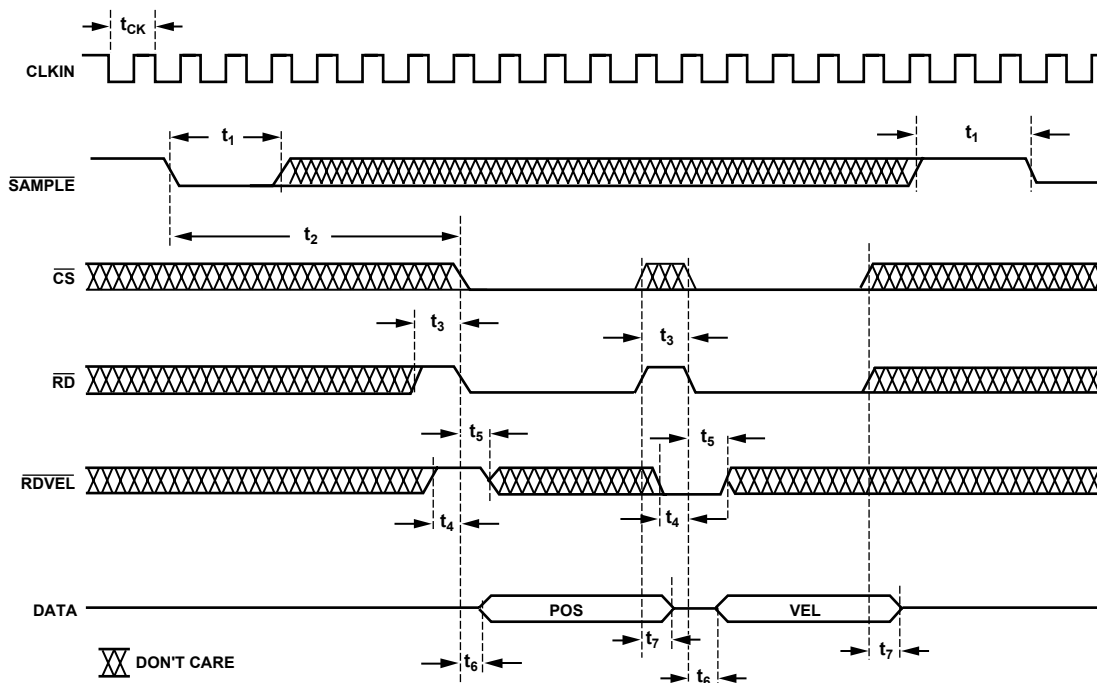 tCK
CLKIN
t1
t1
SAMPLE
t2
CS
t3
t3
RD
t5
t5
RDVEL
t4
t4
DATA
POS
VEL
t7
t7
DON'T CARE
t6
t6